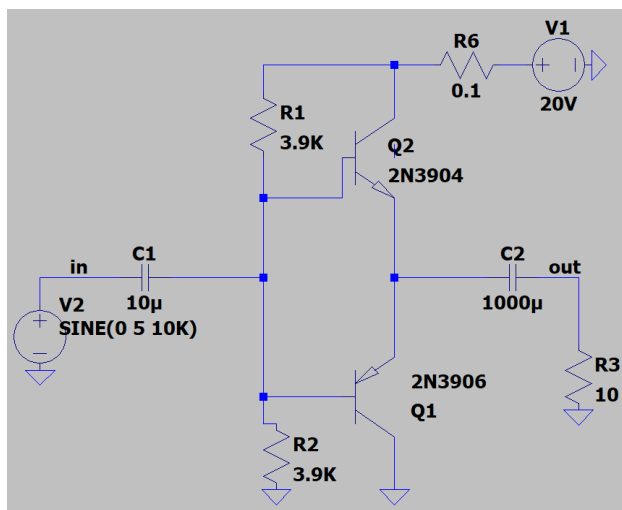 V1
R6
+
0.1
20V
R1
3.9K
Q2
2N3904
in
C1
10µ
C2
1000µ
out
V2
+
SINE(0 5 10K)
R3
10
2N3906
Q1
R2
3.9K